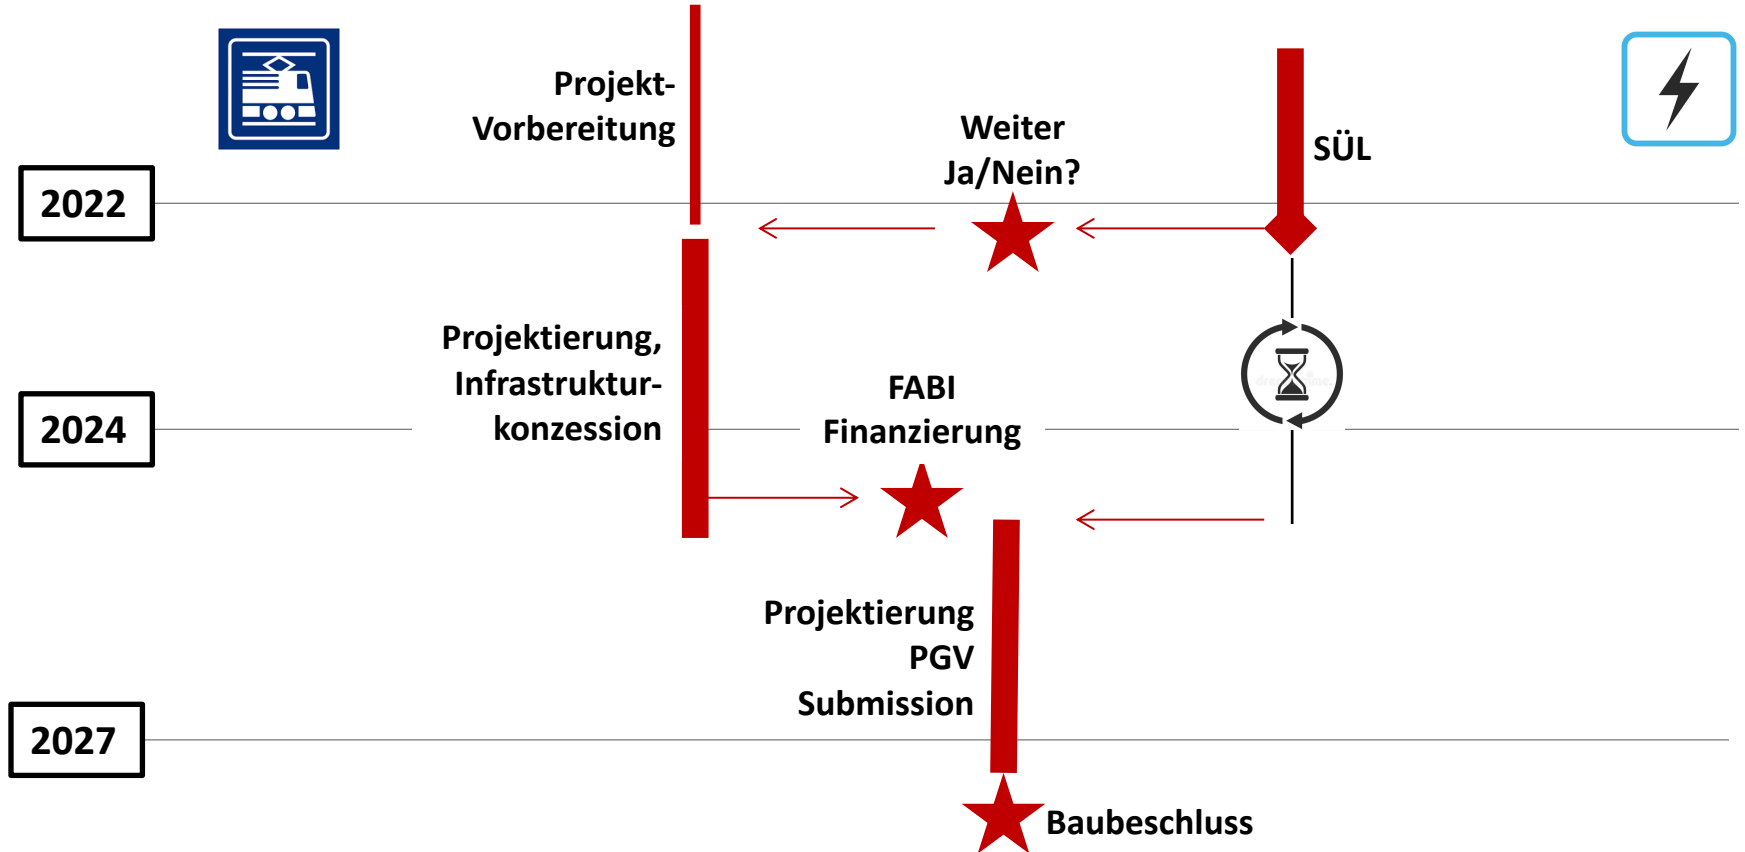 Projekt-
Vorbereitung
Weiter
Ja/Nein?
SÜL
2022
Projektierung,
Infrastruktur-
konzession
FABI
Finanzierung
2024
Projektierung
PGV
Submission
2027
Baubeschluss